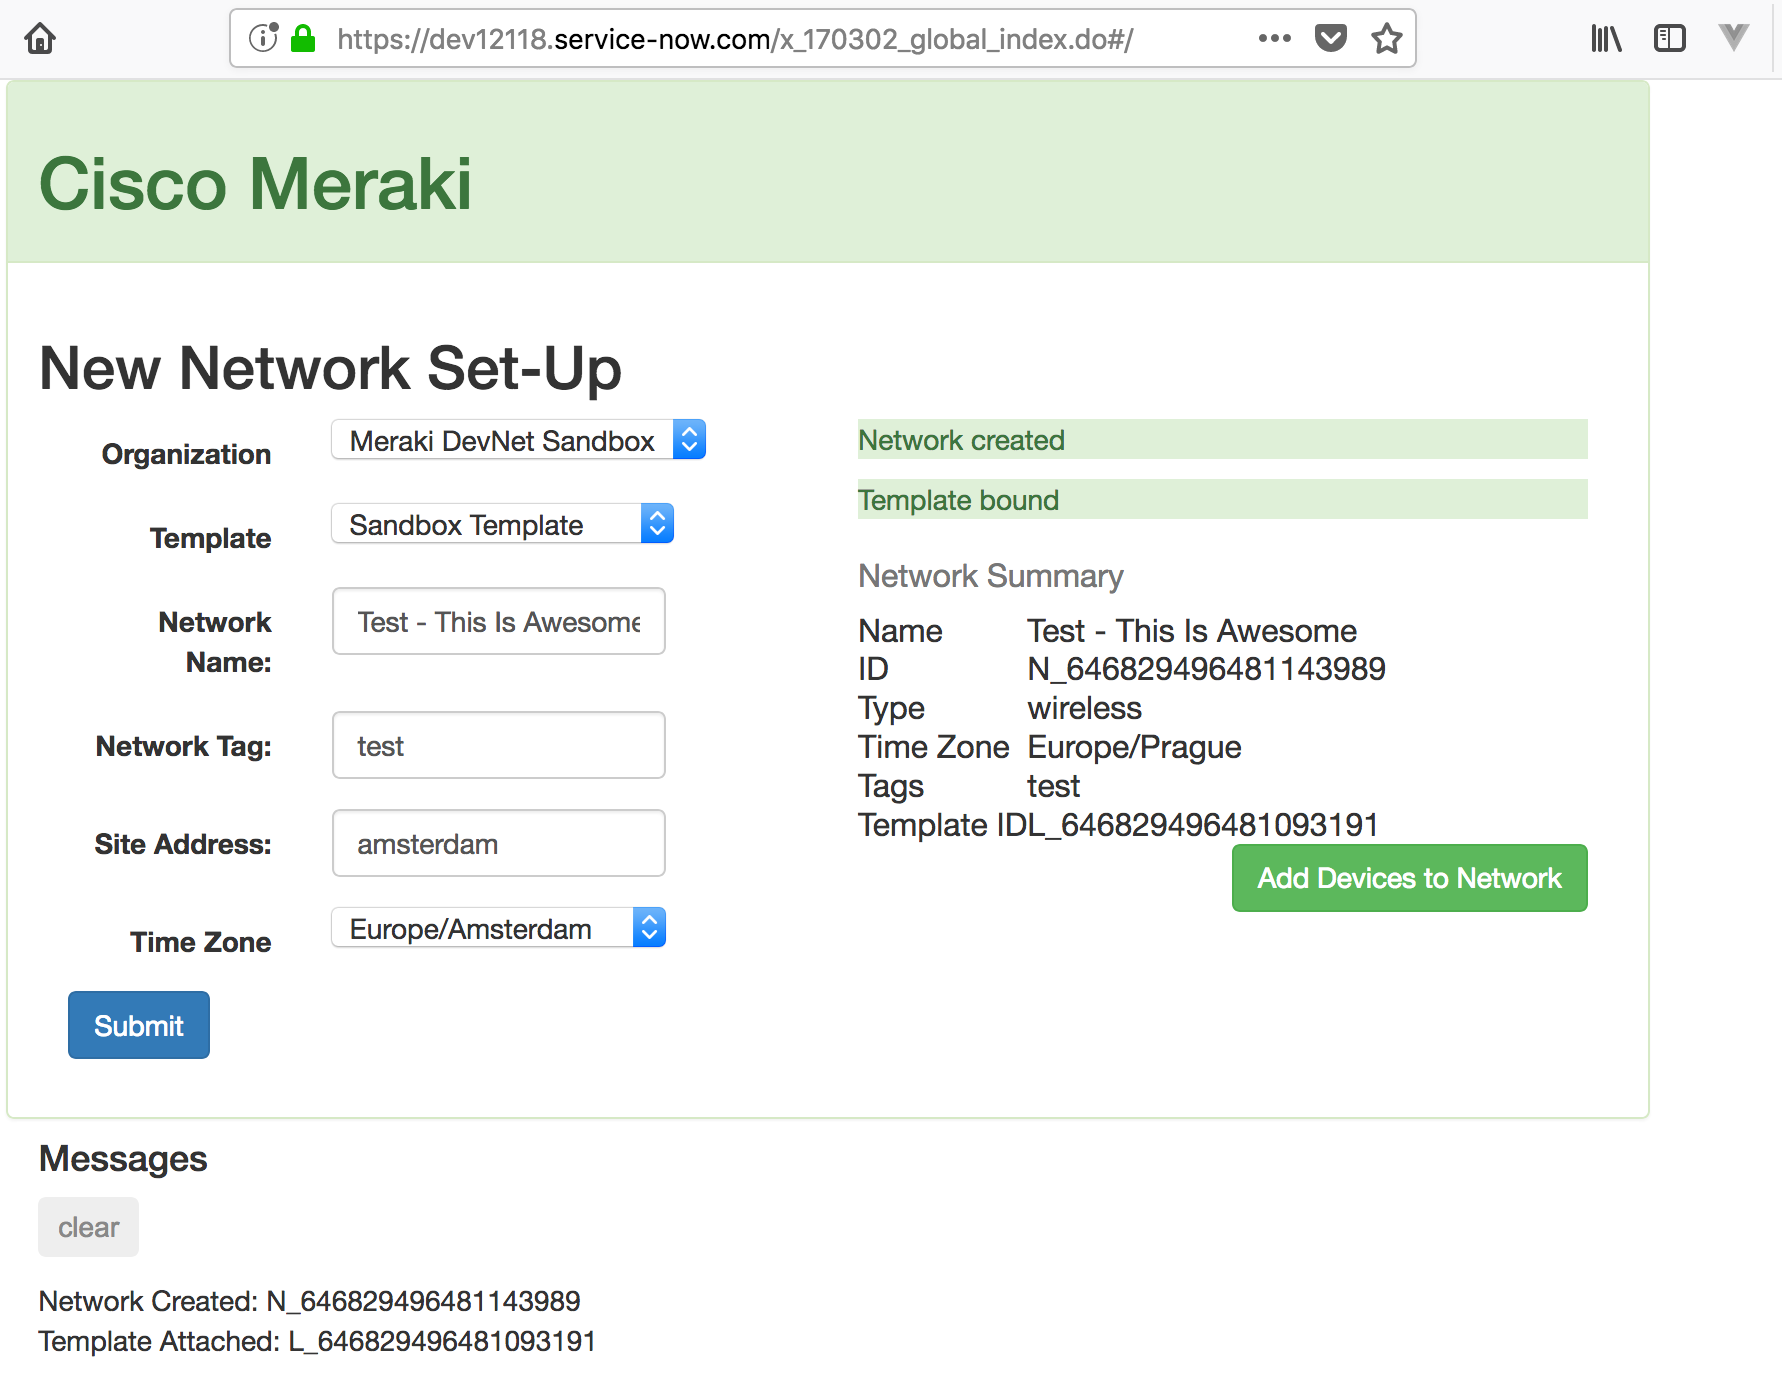 https://dev12118.service-now.com/x_170302_global_index.do#/
Cisco Meraki
New Network Set-Up
Organization
Meraki DevNet Sandbox
Template
Sandbox Template
Network
Name:
Test - This Is Awesome
Network Tag:
test
Site Address:
amsterdam
Time Zone
Europe/Amsterdam
Submit
Network created
Template bound
Network Summary
Name Test - This Is Awesome
ID N_646829496481143989
Type wireless
Time Zone Europe/Prague
Tags test
Template IDL_646829496481093191
Add Devices to Network
Messages
clear
Network Created: N_646829496481143989
Template Attached: L_646829496481093191